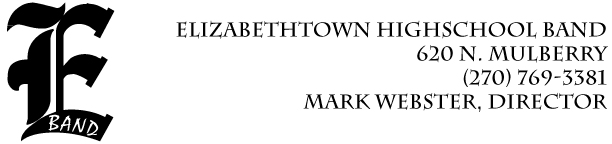 E
BAND
ELIZABETHTOWN HIGHSCHOOL BAND
620 N. MULBERRY
(270) 769-3381
MARK WEBSTER, DIRECTOR